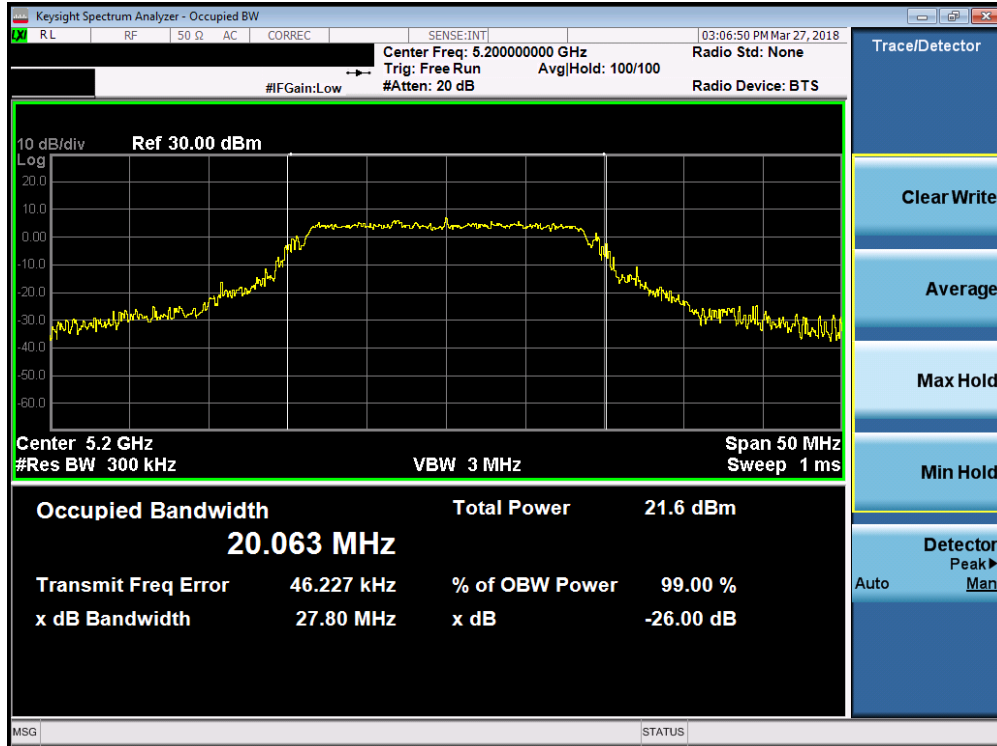 Keysight Spectrum Analyzer - Occupied BW
LXI RL RF 50 Ω AC CORREC SENSE:INT 03:06:50 PM Mar 27, 2018
Center Freq: 5.200000000 GHz Radio Std: None
Trig: Free Run Avg|Hold: 100/100
#IFGain:Low #Atten: 20 dB Radio Device: BTS
Trace/Detector
10 dB/div Ref 30.00 dBm
Log
20.0
10.0
0.00
-10.0
-20.0
-30.0
-40.0
-50.0
-60.0
Center 5.2 GHz Span 50 MHz
#Res BW 300 kHz VBW 3 MHz Sweep 1 ms
Occupied Bandwidth Total Power 21.6 dBm
20.063 MHz
Transmit Freq Error 46.227 kHz % of OBW Power 99.00 %
x dB Bandwidth 27.80 MHz x dB -26.00 dB
Clear Write
Average
Max Hold
Min Hold
Detector
Peak▶
Auto Man
MSG STATUS